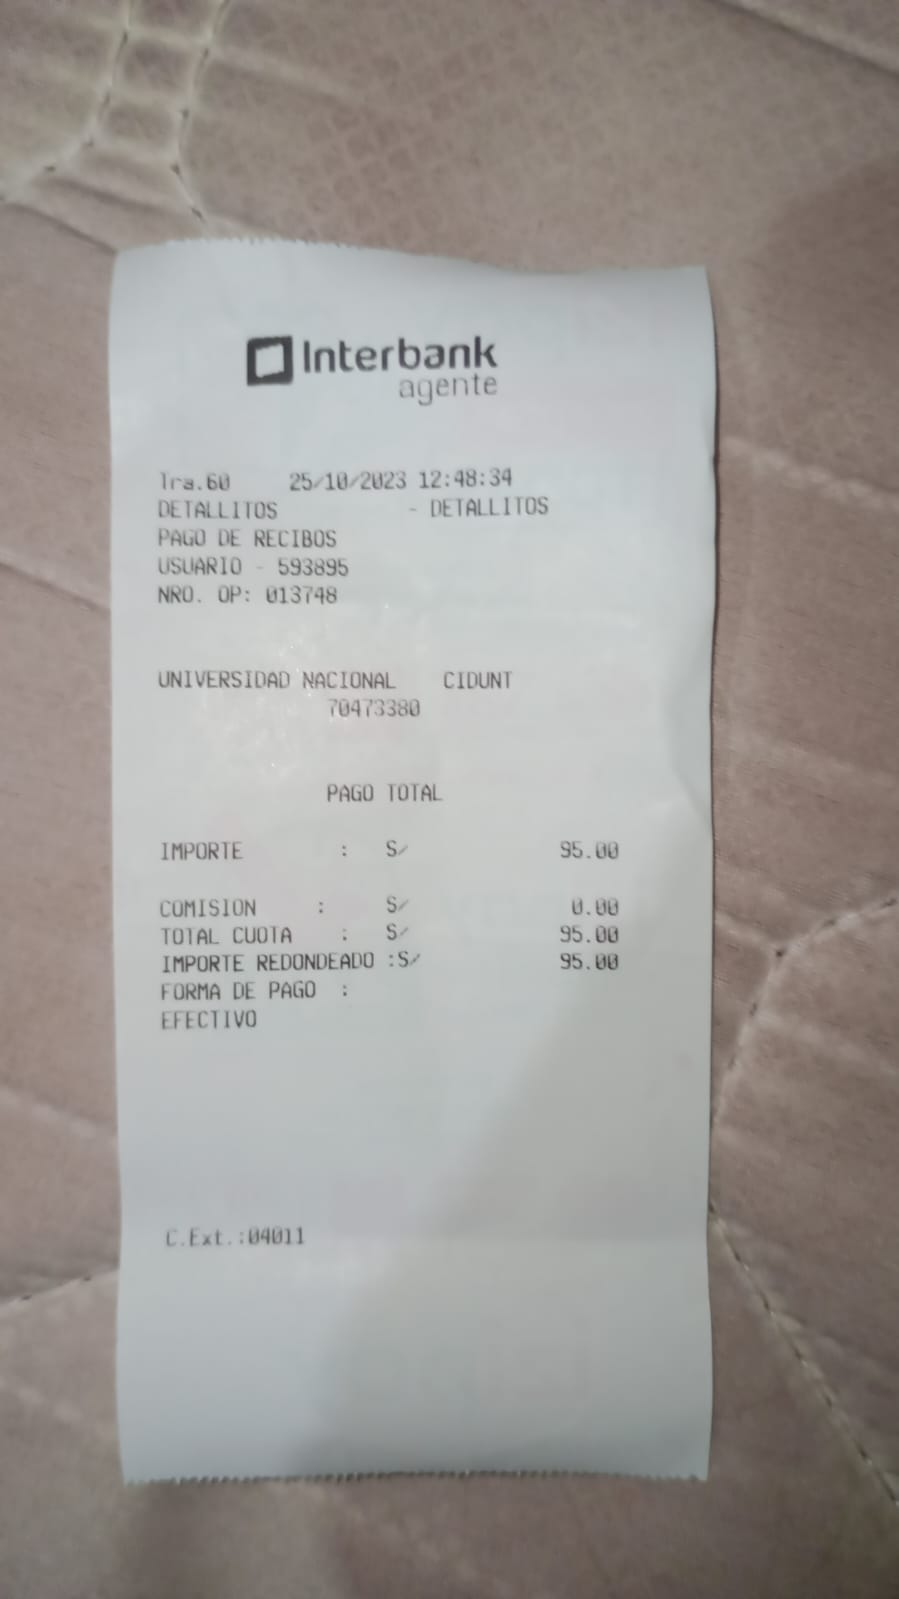 Interbank
agente
Tra.60 25/10/2023 12:48:34
DETALLITOS - DETALLITOS
PAGO DE RECIBOS
USUARIO - 593895
NRO. OP: 013748
UNIVERSIDAD NACIONAL CIDUNT
70473380
PAGO TOTAL
IMPORTE : S/ 95.00
COMISION : S/ 0.00
TOTAL CUOTA : S/ 95.00
IMPORTE REDONDEADO :S/ 95.00
FORMA DE PAGO :
EFECTIVO
C.Ext.:04011